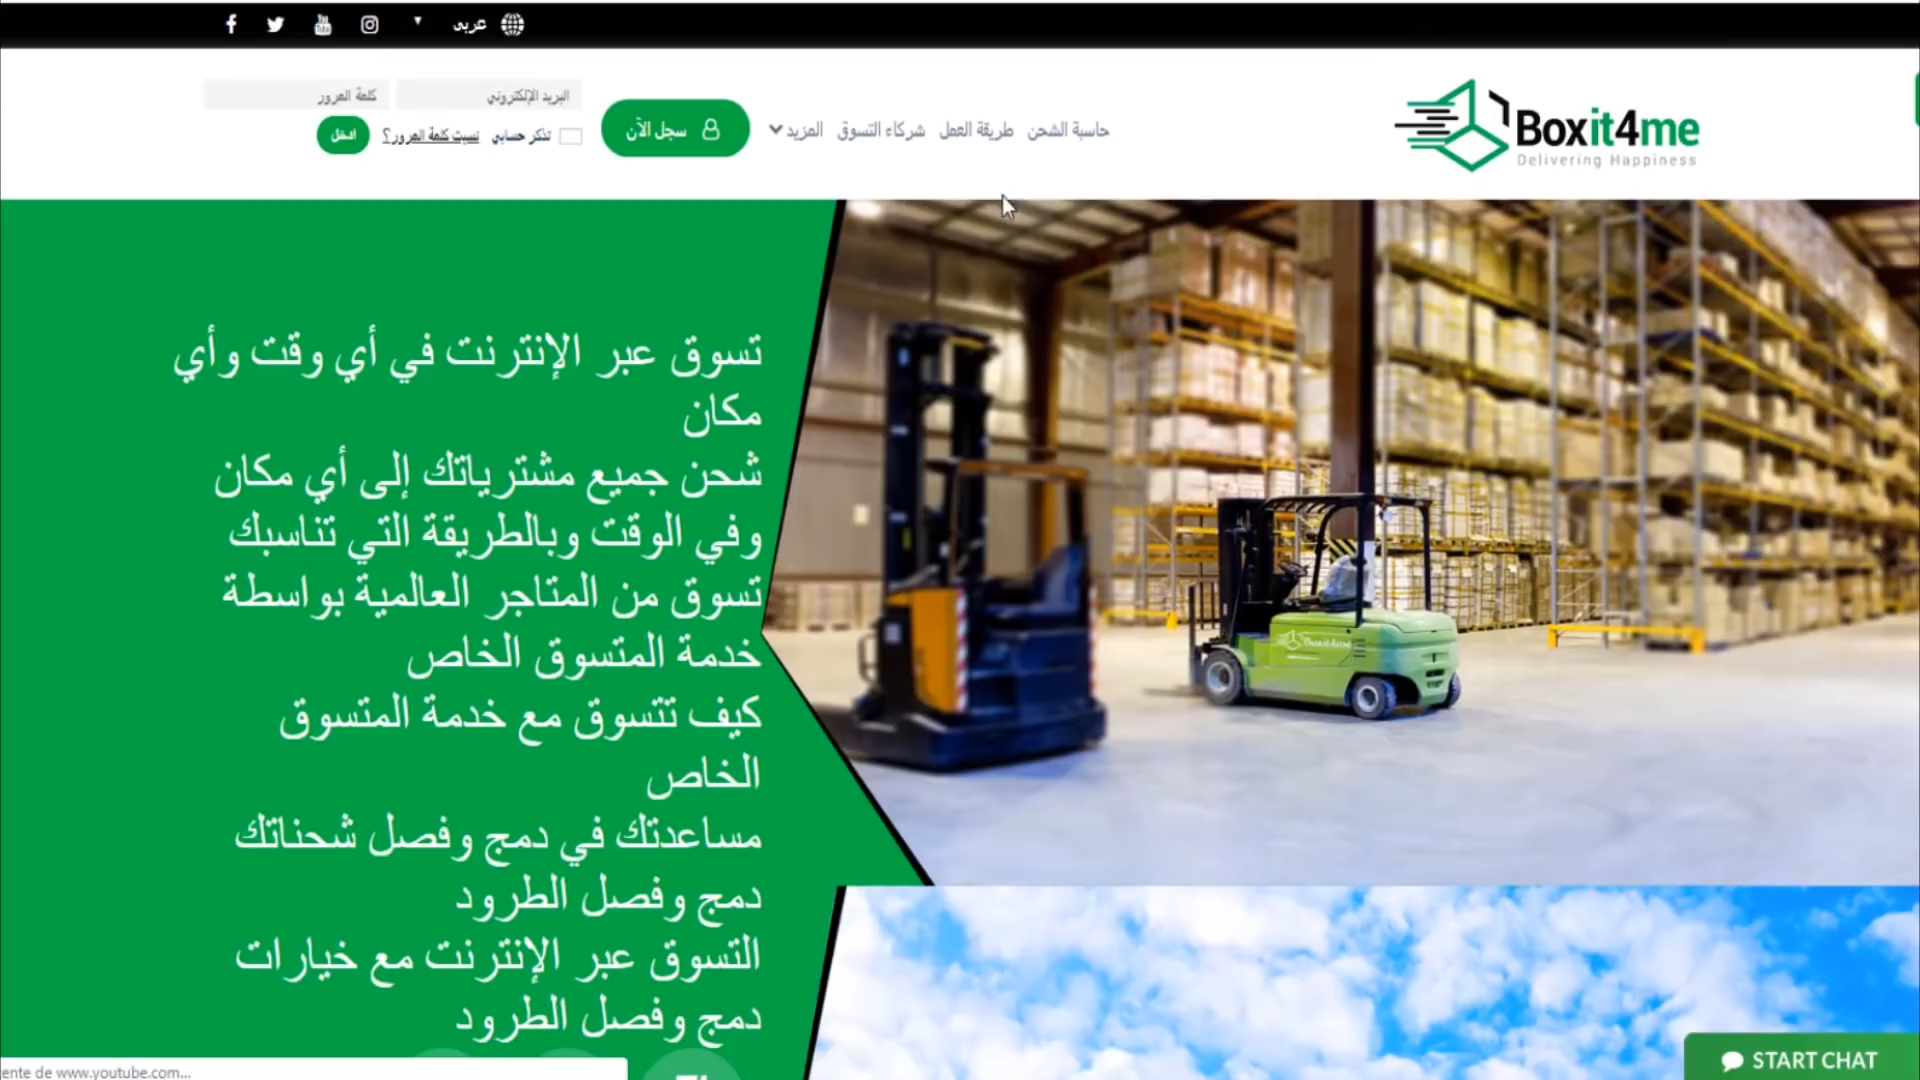 عربى
البريد الإلكتروني
كلمة المرور
تذكر حسابي
نسيت كلمة المرور؟
ادخل
سجل الآن
حاسبة الشحن
طريقة العمل
شركاء التسوق
المزيد
Boxit4me
Delivering Happiness
تسوق عبر الإنترنت في أي وقت وأي
مكان
شحن جميع مشترياتك إلى أي مكان
وفي الوقت وبالطريقة التي تناسبك
تسوق من المتاجر العالمية بواسطة
خدمة المتسوق الخاص
كيف تتسوق مع خدمة المتسوق
الخاص
مساعدتك في دمج وفصل شحناتك
دمج وفصل الطرود
التسوق عبر الإنترنت مع خيارات
دمج وفصل الطرود
Boxit4me
START CHAT
de www.youtube.com...